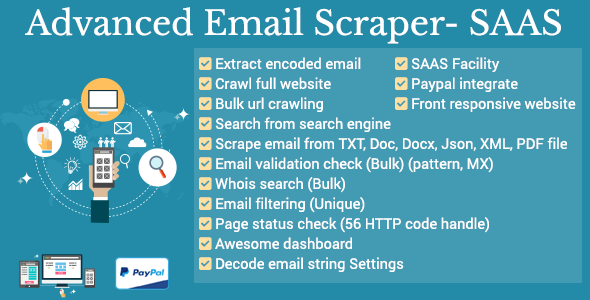 Advanced Email Scraper- SAAS
Extract encoded email
SAAS Facility
Crawl full website
Paypal integrate
Bulk url crawling
Front responsive website
Search from search engine
Scrape email from TXT, Doc, Docx, Json, XML, PDF file
Email validation check (Bulk) (pattern, MX)
Whois search (Bulk)
Email filtering (Unique)
Page status check (56 HTTP code handle)
Awesome dashboard
Decode email string Settings
PayPal